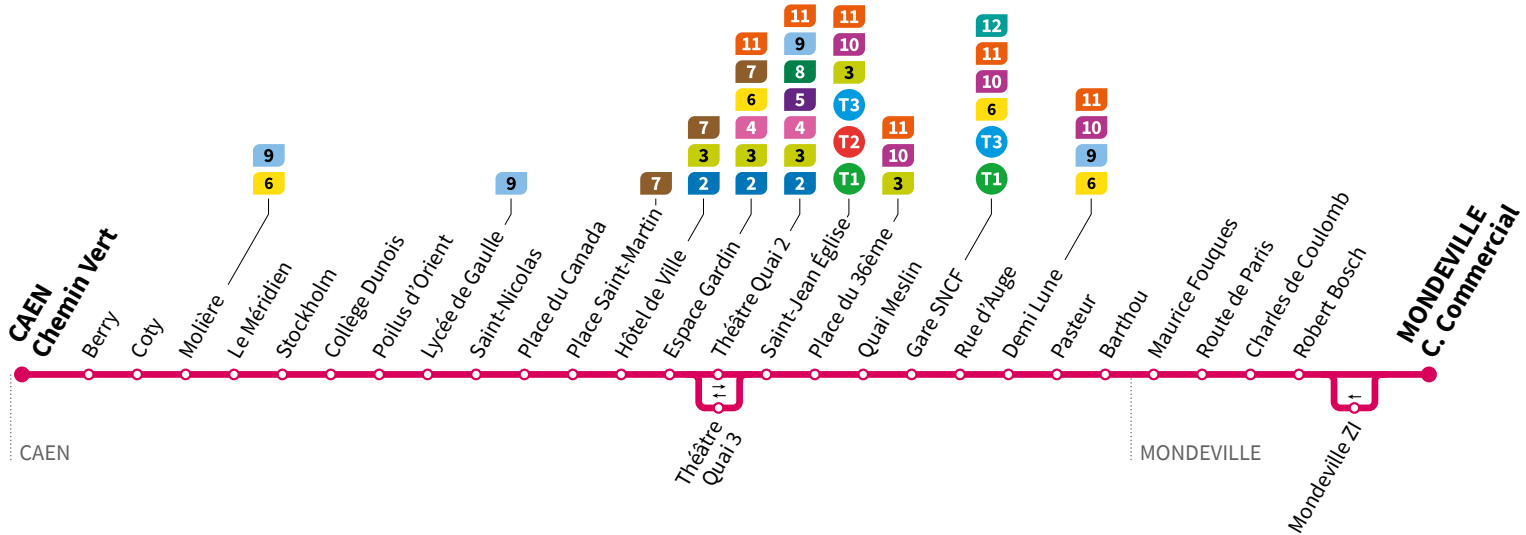 11
11
11
9
10
12
7
8
3
11
6
5
T3
10
7
4
4
T2
11
6
11
9
3
3
3
T1
10
T3
10
6
9
7
2
2
2
3
T1
9
6
CAEN
Chemin Vert
Berry
Coty
Molière
Le Méridien
Stockholm
Collège Dunois
Poilus d'Orient
Lycée de Gaulle
Saint-Nicolas
Place du Canada
Place Saint-Martin
Hôtel de Ville
Espace Gardin
Théâtre Quai 2
Saint-Jean Église
Place du 36ème
Quai Meslin
Gare SNCF
Rue d'Auge
Demi Lune
Pasteur
Barthou
Maurice Fouques
Route de Paris
Charles de Coulomb
Robert Bosch
MONDEVILLE
C. Commercial
Théâtre
Quai 3
Mondeville ZI
CAEN
MONDEVILLE